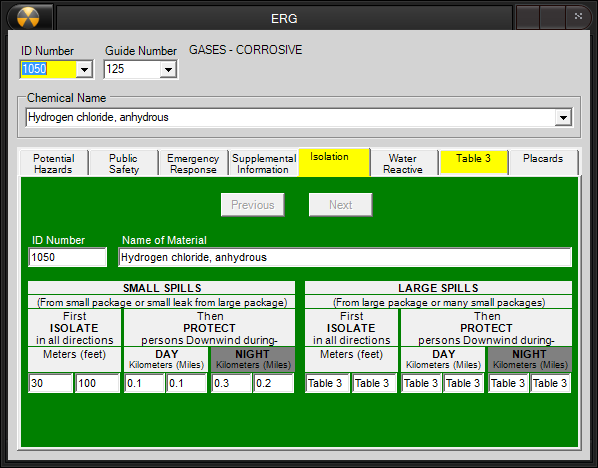 ERG
ID Number Guide Number GASES - CORROSIVE
1050 125
Chemical Name
Hydrogen chloride, anhydrous
Potential Hazards Public Safety Emergency Response Supplemental Information Isolation Water Reactive Table 3 Placards
Previous Next
ID Number Name of Material
1050 Hydrogen chloride, anhydrous
SMALL SPILLS LARGE SPILLS
(From small package or small leak from large package) (From large package or many small packages)
First Then First Then
ISOLATE PROTECT ISOLATE PROTECT
in all directions persons Downwind during- in all directions persons Downwind during-
Meters (feet) DAY NIGHT Meters (feet) DAY NIGHT
Kilometers (Miles) Kilometers (Miles) Kilometers (Miles) Kilometers (Miles)
30 100 0.1 0.1 0.3 0.2 Table 3 Table 3 Table 3 Table 3 Table 3 Table 3